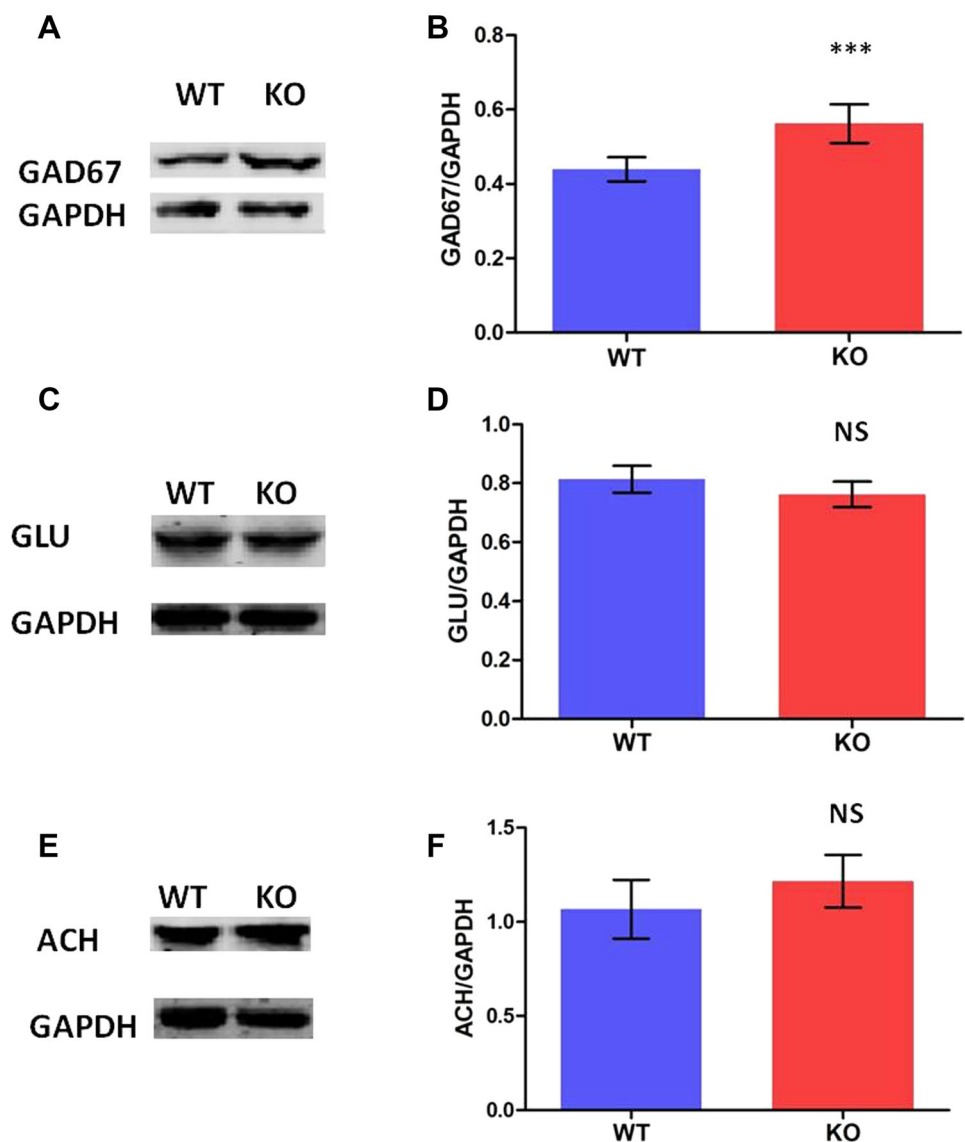 A
WT KO
GAD67
GAPDH
B
0.8
0.6
0.4
0.2
0.0
GAD67/GAPDH
***
WT KO
C
WT KO
GLU
GAPDH
D
1.0
0.8
0.6
0.4
0.2
0.0
GLU/GAPDH
NS
WT KO
E
WT KO
ACH
GAPDH
F
1.5
1.0
0.5
0.0
ACH/GAPDH
NS
WT KO